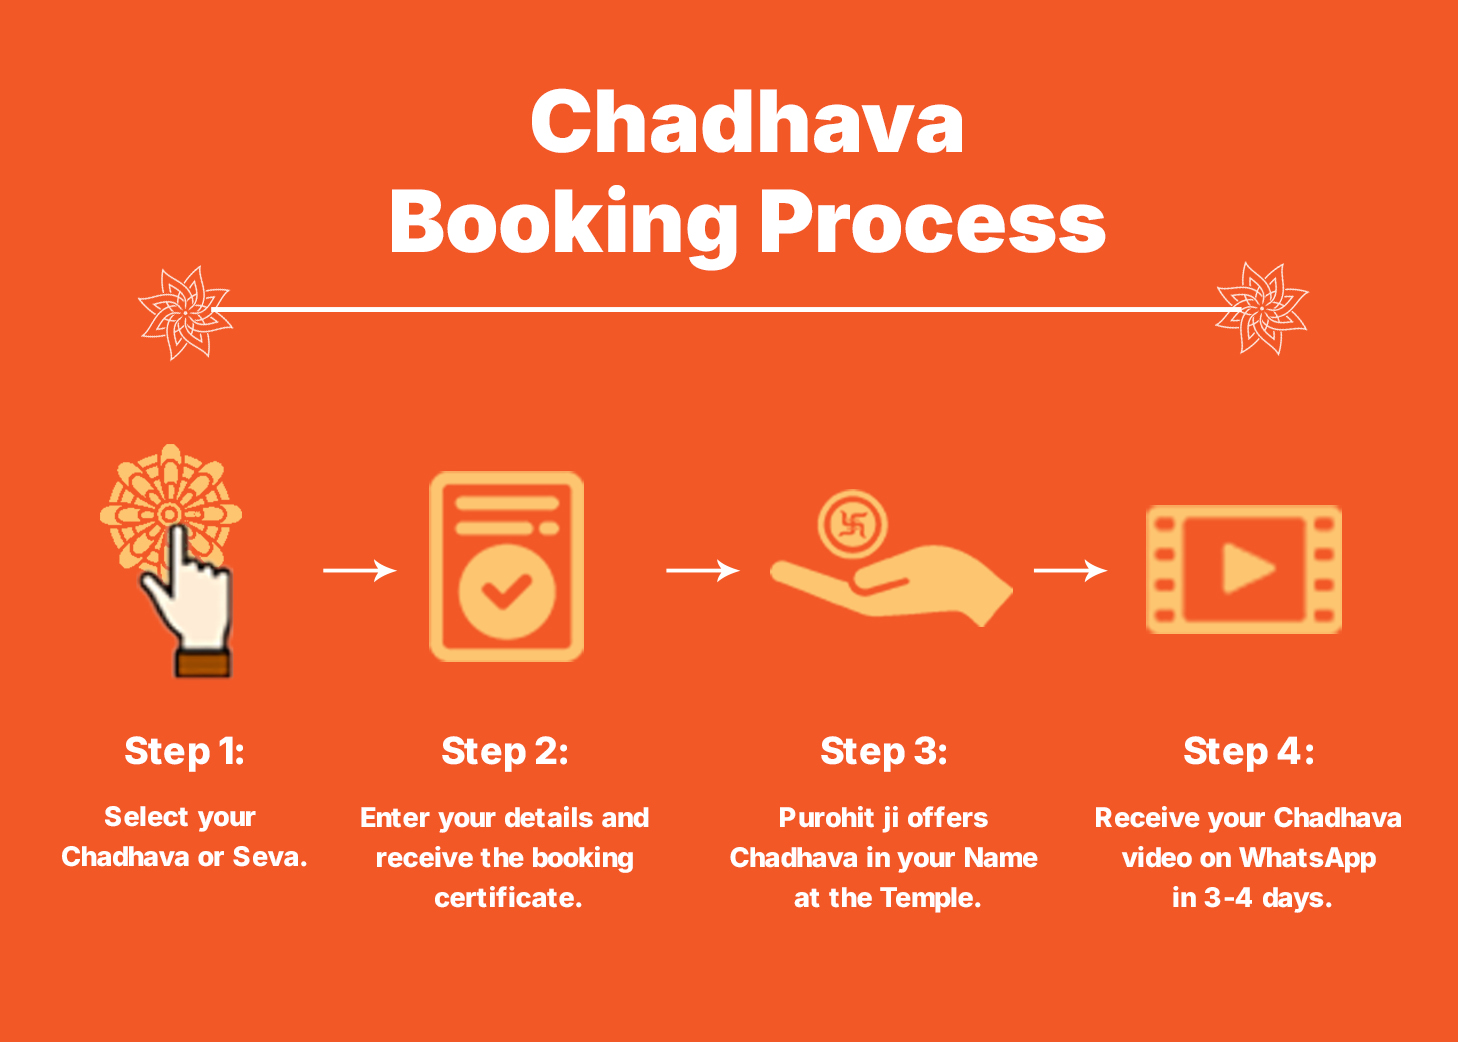 Chadhava
Booking Process
Step 1:
Select your
Chadhava or Seva.
Step 2:
Enter your details and
receive the booking
certificate.
Step 3:
Purohit ji offers
Chadhava in your Name
at the Temple.
Step 4:
Receive your Chadhava
video on WhatsApp
in 3-4 days.